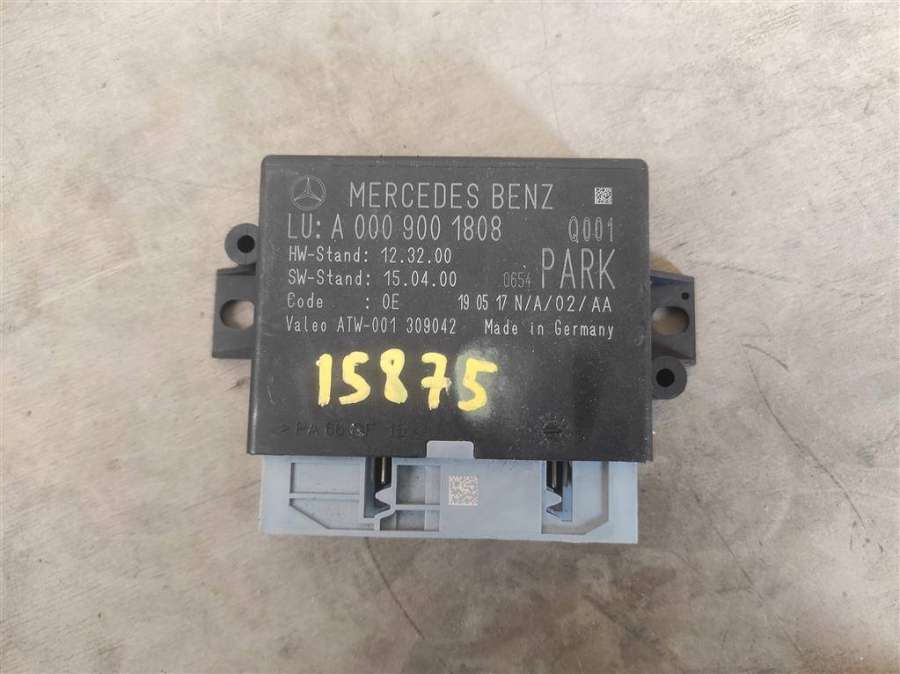 MERCEDES BENZ
LU: A 000 900 1808 Q001
HW-Stand: 12.32.00
SW-Stand: 15.04.00 0654 PARK
Code : 0E 19 05 17 N/A/02/AA
Valeo ATW-001 309042 Made in Germany
15875